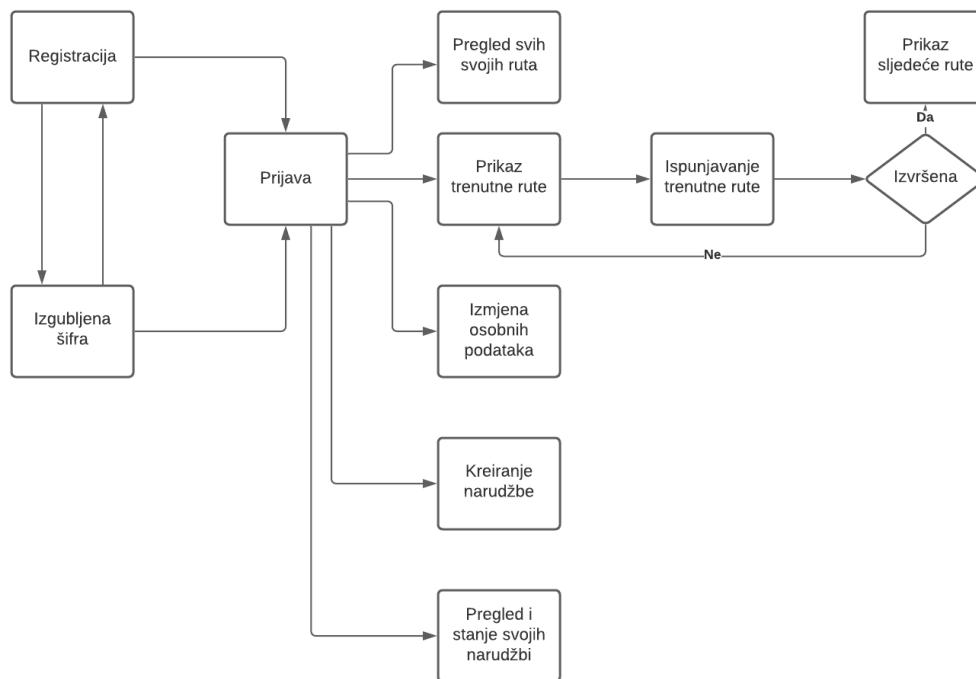 Registracija
Pregled svih
svojih ruta
Prikaz
sljedeće rute
Da
Prijava
Prikaz
trenutne rute
Ispunjavanje
trenutne rute
Izvršena
Ne
Izgubljena
šifra
Izmjena
osobnih
podataka
Kreiranje
narudžbe
Pregled i
stanje svojih
narudžbi